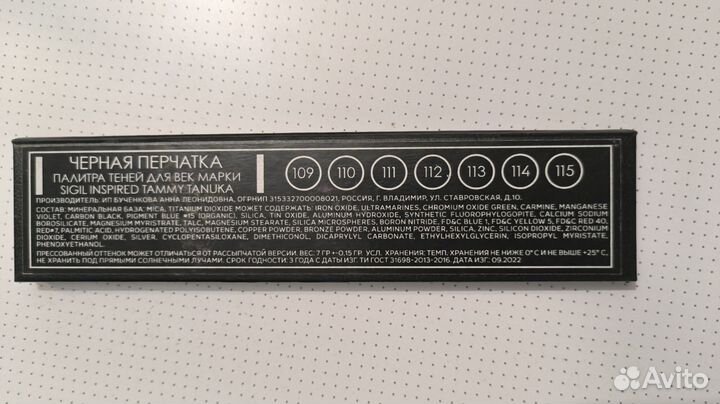 ЧЕРНАЯ ПЕРЧАТКА
ПАЛИТРА ТЕНЕЙ ДЛЯ ВЕК МАРКИ
SIGIL INSPIRED TAMMY TANUKA
109 110 111 112 113 114 115
ПРОИЗВОДИТЕЛЬ: ИП БУЧЕНКОВА АННА ЛЕОНИДОВНА, ОГРНИП 315332700008021, РОССИЯ, Г. ВЛАДИМИР, УЛ. СТАВРОВСКАЯ, Д.10.
СОСТАВ: МИНЕРАЛЬНАЯ БАЗА: MICA, TITANIUM DIOXIDE МОЖЕТ СОДЕРЖАТЬ: IRON OXIDE, ULTRAMARINES, CHROMIUM OXIDE GREEN, CARMINE, MANGANESE
VIOLET, CARBON BLACK, PIGMENT BLUE #15 (ORGANIC), SILICA, TIN OXIDE, ALUMINUM HYDROXIDE, SYNTHETIC FLUORPHYLOGOPITE, CALCIUM SODIUM
BOROSILICATE, MAGNESIUM MYRISTRATE, TALC, MAGNESIUM STEARATE, SILICA MICROSPHERES, BORON NITRIDE, FD&C BLUE 1, FD&C YELLOW 5, FD&C RED 40,
RED#7, PALMITIC ACID, HYDROGENATED POLYISOBUTENE, COPPER POWDER, BRONZE POWDER, ALUMINUM POWDER, SILICA, ZINC, SILICON DIOXIDE, ZIRCONIUM
DIOXIDE, CERIUM OXIDE, SILVER, CYCLOPENTASILOXANE, DIMETHICONOL, DICAPRYLYL CARBONATE, ETHYLHEXYLGLYCERIN, ISOPROPYL MYRISTATE,
PHENOXYETHANOL.
ПРЕССОВАННЫЙ ОТТЕНОК МОЖЕТ ОТЛИЧАТЬСЯ ОТ РАССЫПЧАТОЙ ВЕРСИИ. ВЕС: 7 ГР +-0.15 ГР. УСЛ. ХРАНЕНИЯ: ТЕМП. ХРАНЕНИЯ НЕ НИЖЕ 0° С И НЕ ВЫШЕ +25° С,
НЕ ХРАНИТЬ ПОД ПРЯМЫМИ СОЛНЕЧНЫМИ ЛУЧАМИ. СРОК ГОДНОСТИ: 3 ГОДА С ДАТЫ ИЗГ. ТИ ГОСТ 31698-2013-2016. ДАТА ИЗГ: 09.2022
Avito